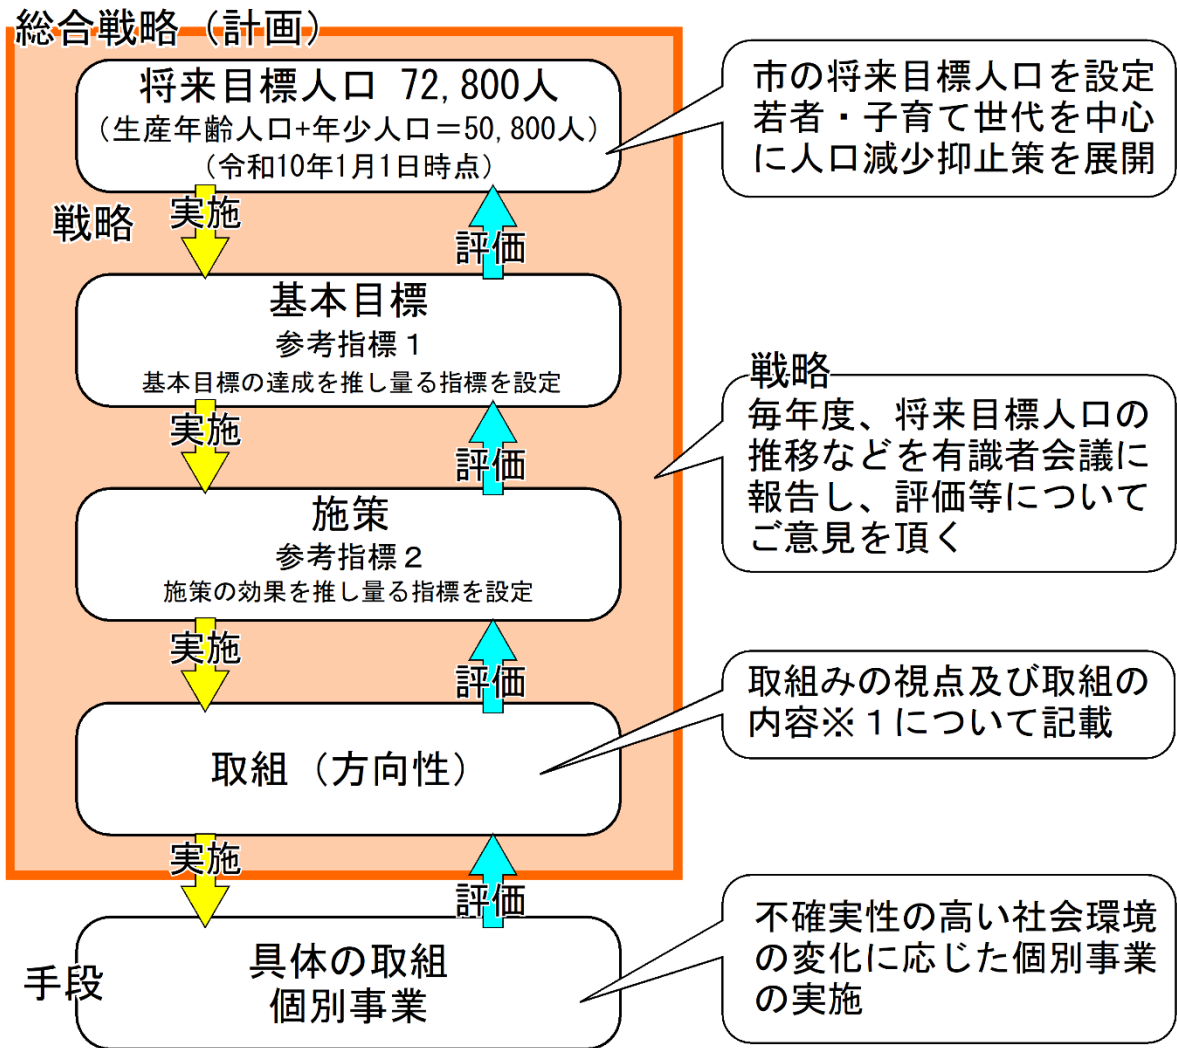 総合戦略（計画）
将来目標人口 72,800人
（生産年齢人口+年少人口＝50,800人）
（令和10年1月1日時点）
市の将来目標人口を設定
若者・子育て世代を中心
に人口減少抑止策を展開
戦略
実施
評価
基本目標
参考指標１
基本目標の達成を推し量る指標を設定
実施
評価
戦略
毎年度、将来目標人口の
推移などを有識者会議に
報告し、評価等について
ご意見を頂く
施策
参考指標２
施策の効果を推し量る指標を設定
実施
評価
取組（方向性）
取組みの視点及び取組の
内容※１について記載
実施
評価
手段
具体の取組
個別事業
不確実性の高い社会環境
の変化に応じた個別事業
の実施